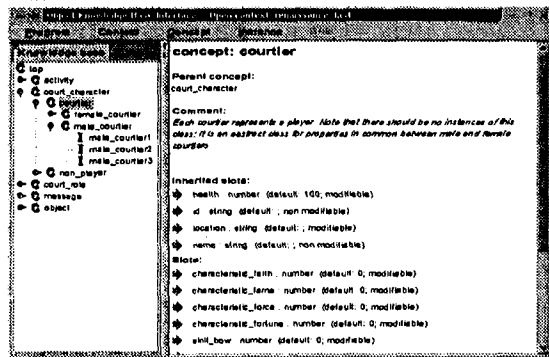 Knowledge base
top
activity
court_character
courtier
female_courtier
male_courtier
male_courtier1
male_courtier2
male_courtier3
non_player
court_role
message
object
concept: courtier
Parent concept:
court_character
Comment:
Each courtier represents a player. Note that there should be no instances of this
class: it is an abstract class for properties in common between male and female
courtiers
Inherited slots:
health : number (default: 100; modifiable)
id : string (default: ; non modifiable)
location : string (default: ; modifiable)
name : string (default: ; non modifiable)
Slots:
characteristic_faith : number (default: 0; modifiable)
characteristic_fame : number (default: 0; modifiable)
characteristic_force : number (default: 0; modifiable)
characteristic_fortune : number (default: 0; modifiable)
skill_bow : number (default: 0; modifiable)